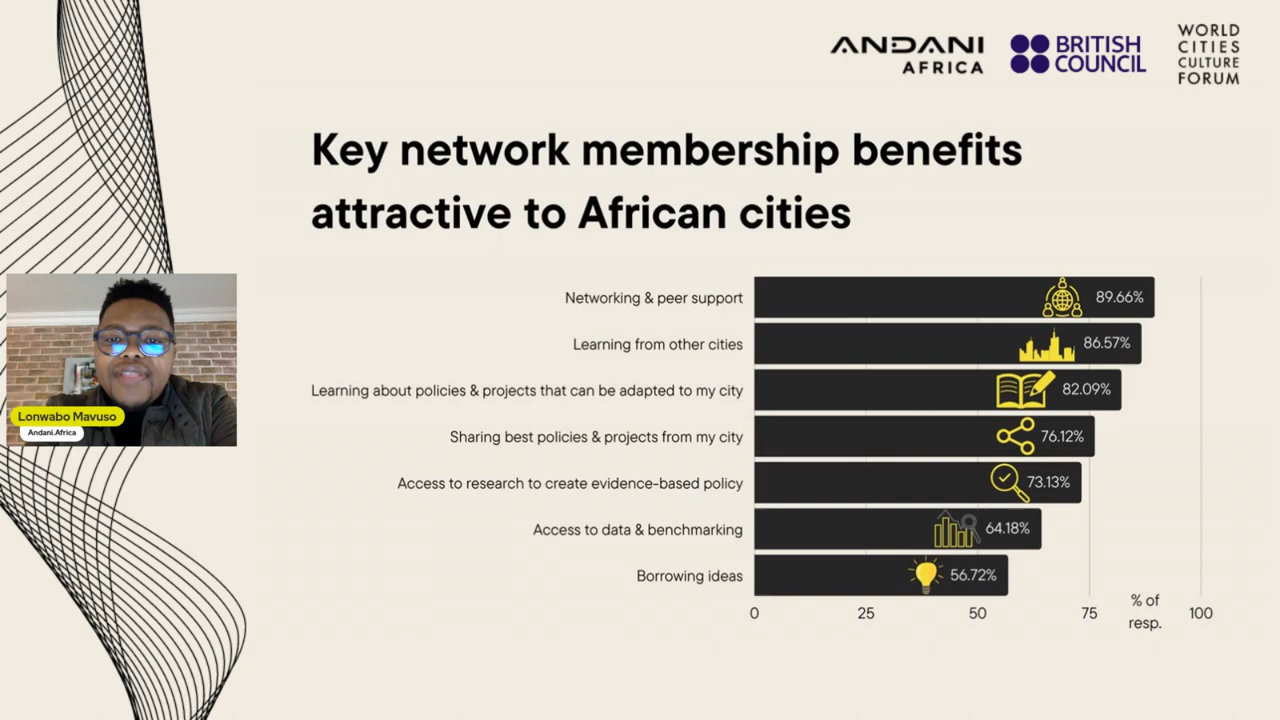 ANDANI
AFRICA
BRITISH
COUNCIL
WORLD
CITIES
CULTURE
FORUM
Key network membership benefits
attractive to African cities
Networking & peer support 89.66%
Learning from other cities 86.57%
Learning about policies & projects that can be adapted to my city 82.09%
Sharing best policies & projects from my city 76.12%
Access to research to create evidence-based policy 73.13%
Access to data & benchmarking 64.18%
Borrowing ideas 56.72%
0 25 50 75 % of resp. 100
Lonwabo Mavuso
Andani.Africa